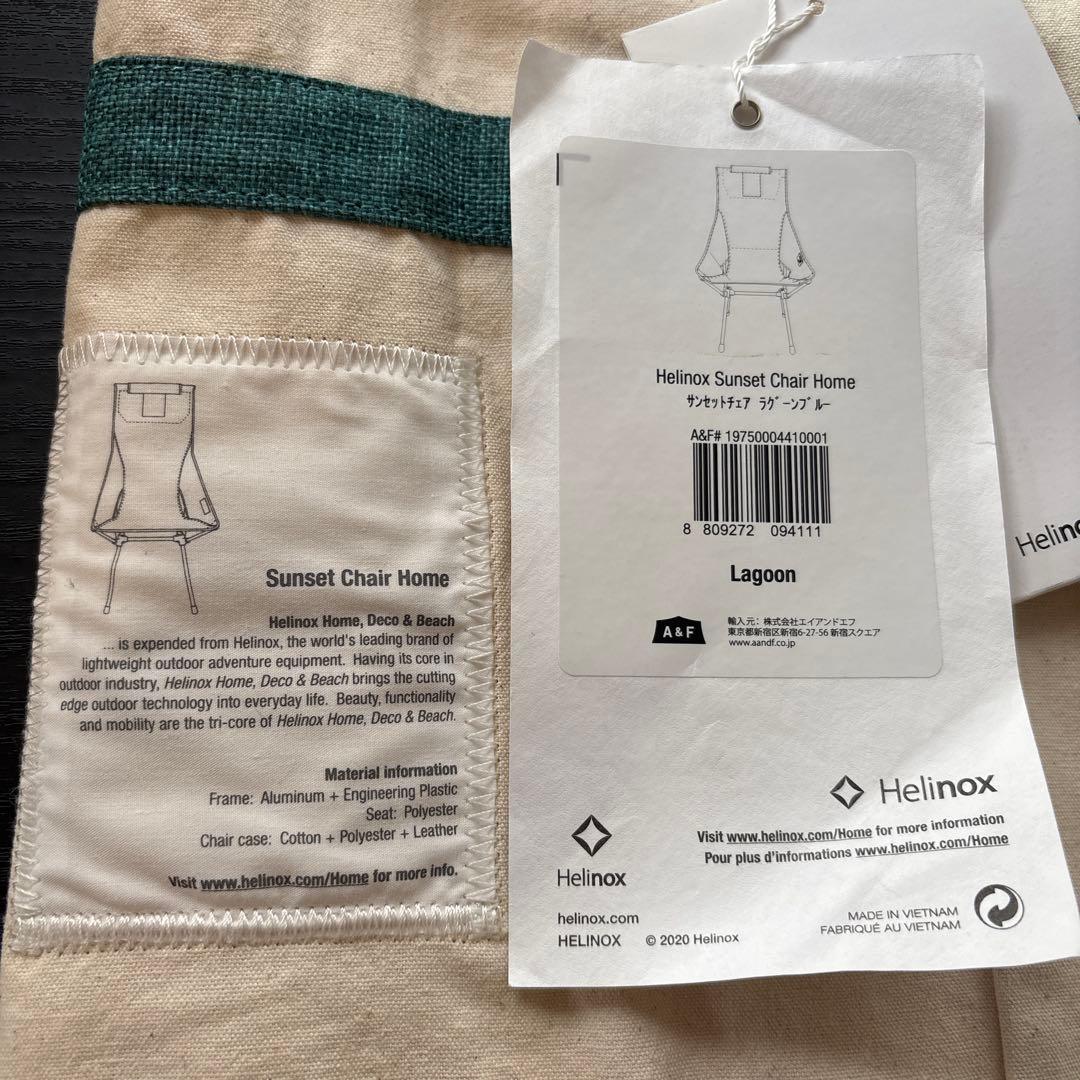 Sunset Chair Home
Helinox Home, Deco & Beach
... is expended from Helinox, the world's leading brand of
lightweight outdoor adventure equipment. Having its core in
outdoor industry, Helinox Home, Deco & Beach brings the cutting
edge outdoor technology into everyday life. Beauty, functionality
and mobility are the tri-core of Helinox Home, Deco & Beach.
Material information
Frame: Aluminum + Engineering Plastic
Seat: Polyester
Chair case: Cotton + Polyester + Leather
Visit www.helinox.com/Home for more info.
Helinox Sunset Chair Home
サンセットチェア ラグーンブルー
A&F# 19750004410001
8 809272 094111
Lagoon
A & F
輸入元: 株式会社エイアンドエフ
東京都新宿区新宿6-27-56 新宿スクエア
www.aandf.co.jp
Helinox
Visit www.helinox.com/Home for more information
Pour plus d'informations www.helinox.com/Home
Helinox
helinox.com
HELINOX © 2020 Helinox
MADE IN VIETNAM
FABRIQUÉ AU VIETNAM
Helin